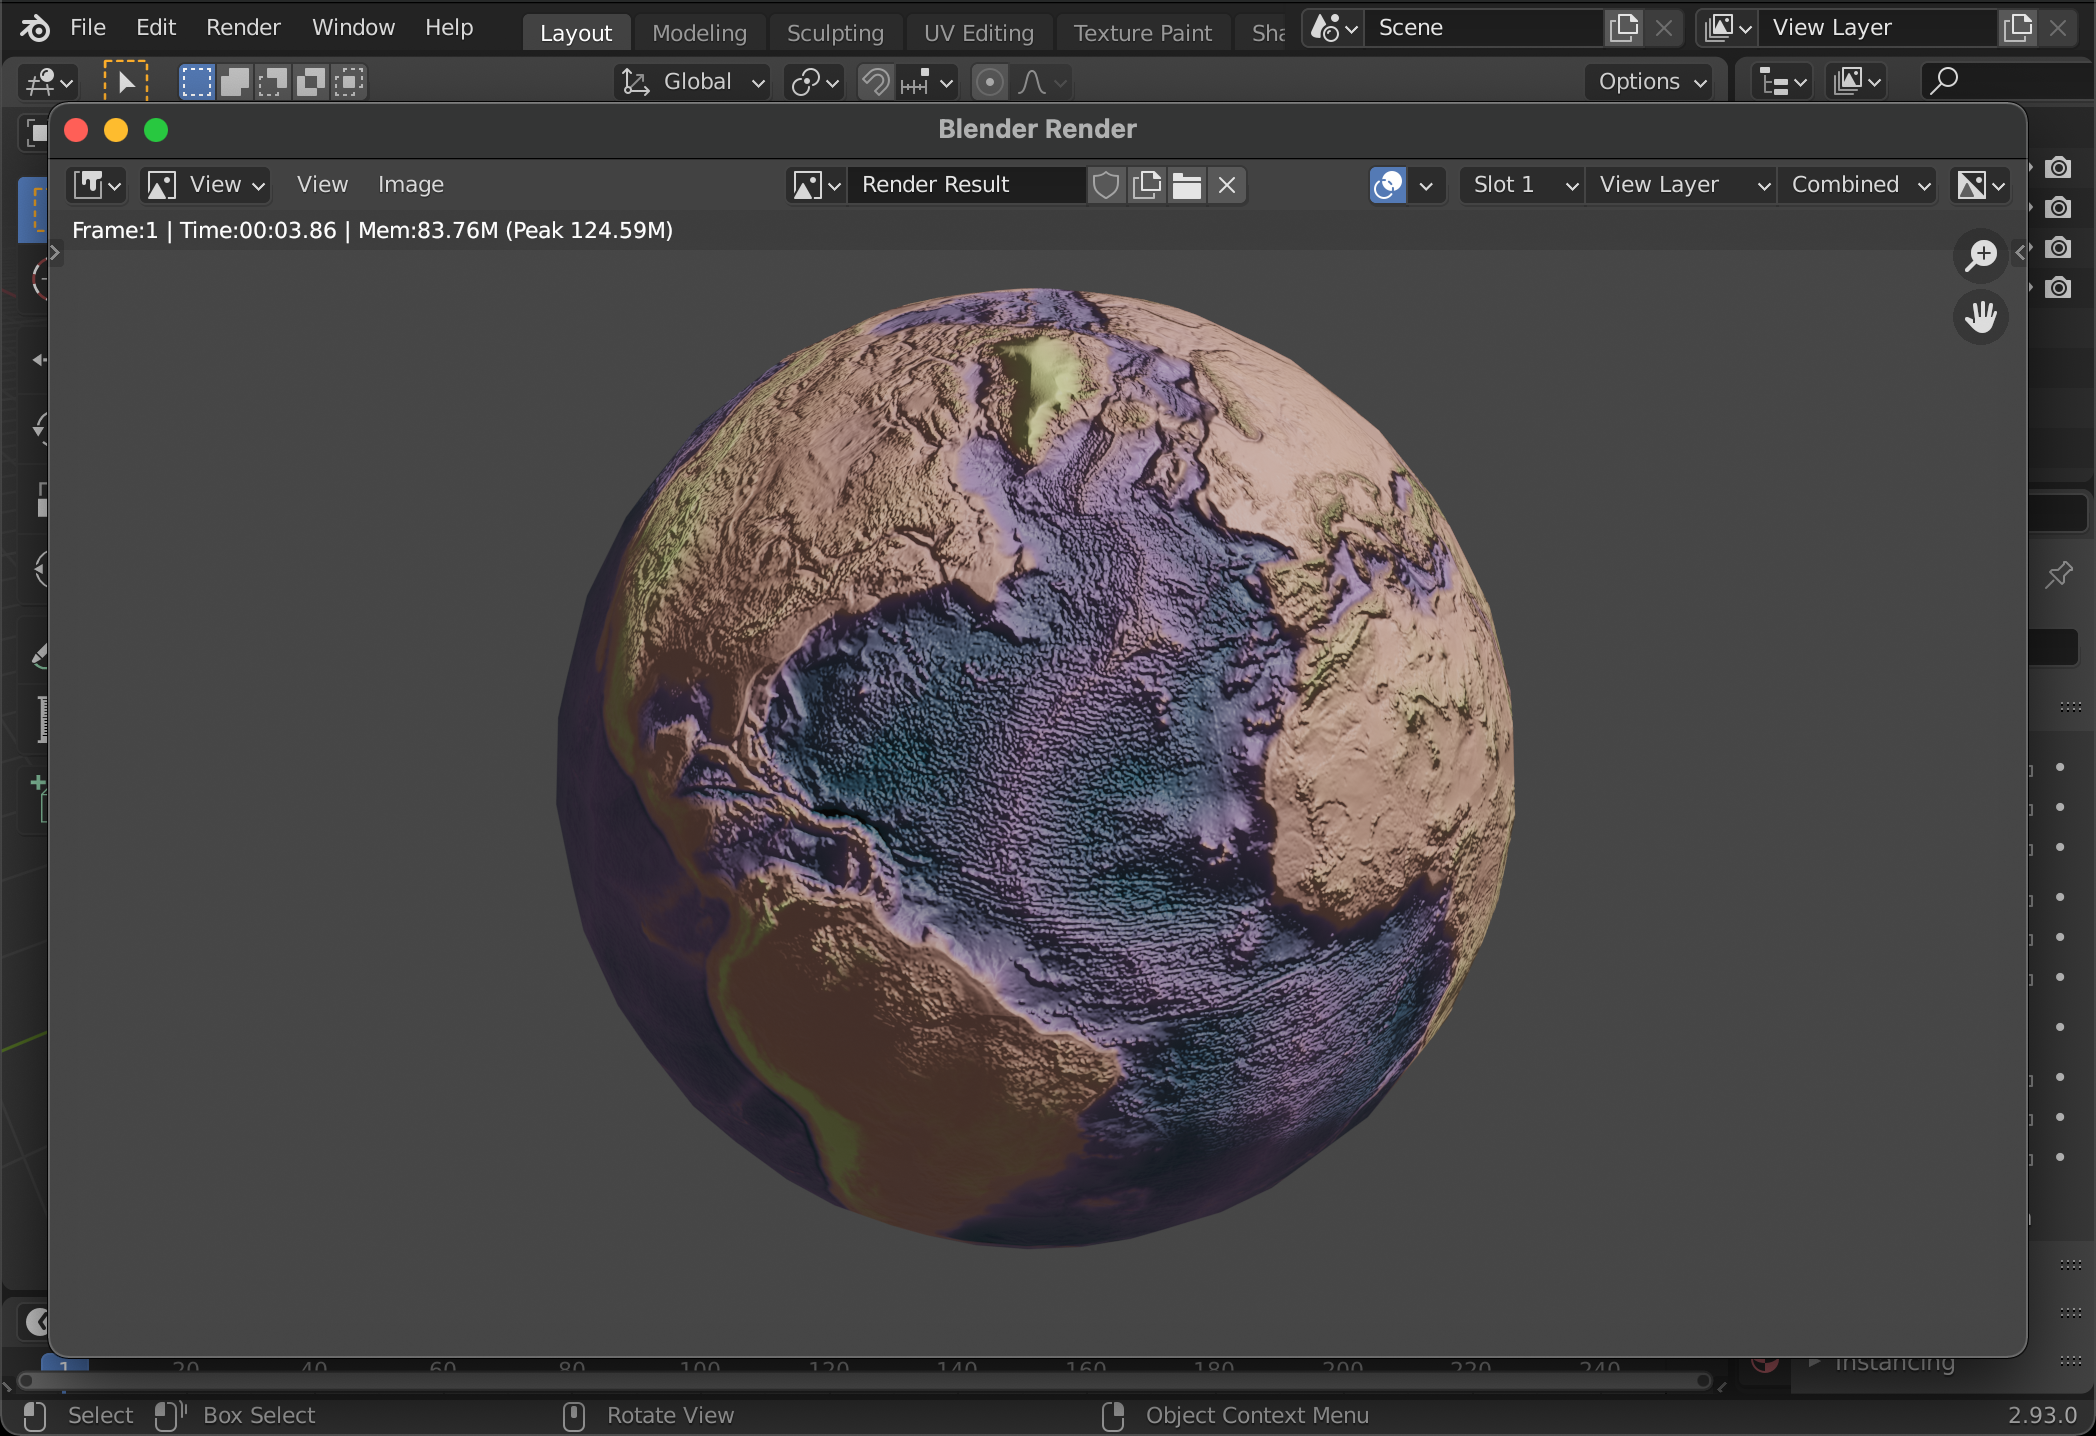 File Edit Render Window Help Layout Modeling Sculpting UV Editing Texture Paint Sha Scene View Layer
Global Options
Blender Render
View View Image Render Result Slot 1 View Layer Combined
Frame:1 | Time:00:03.86 | Mem:83.76M (Peak 124.59M)
1 20 40 60 80 100 120 140 160 180 200 220 240 Instancing
Select Box Select Rotate View Object Context Menu 2.93.0